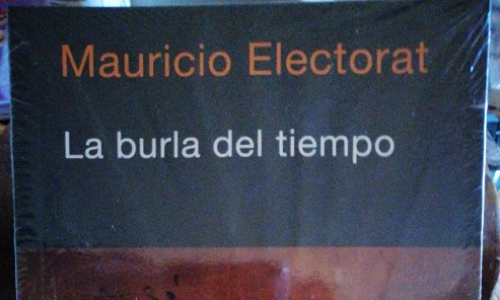 Mauricio Electorat
La burla del tiempo